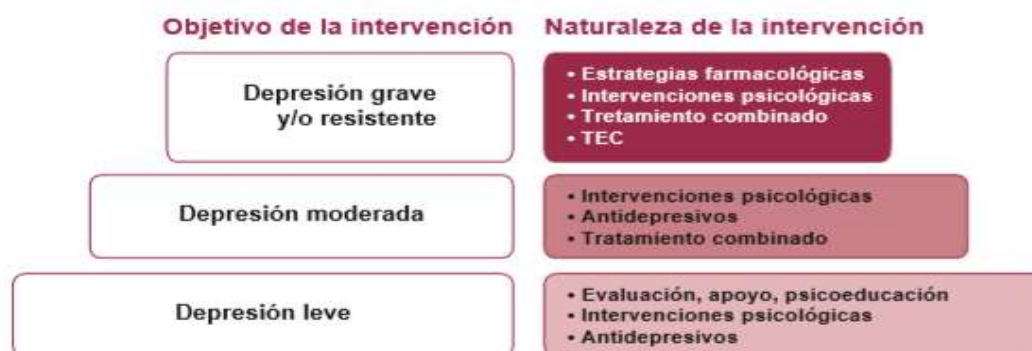 Objetivo de la intervención
Naturaleza de la intervención
Depresión grave
y/o resistente
• Estrategias farmacológicas
• Intervenciones psicológicas
• Tretamiento combinado
• TEC
Depresión moderada
• Intervenciones psicológicas
• Antidepresivos
• Tratamiento combinado
Depresión leve
• Evaluación, apoyo, psicoeducación
• Intervenciones psicológicas
• Antidepresivos